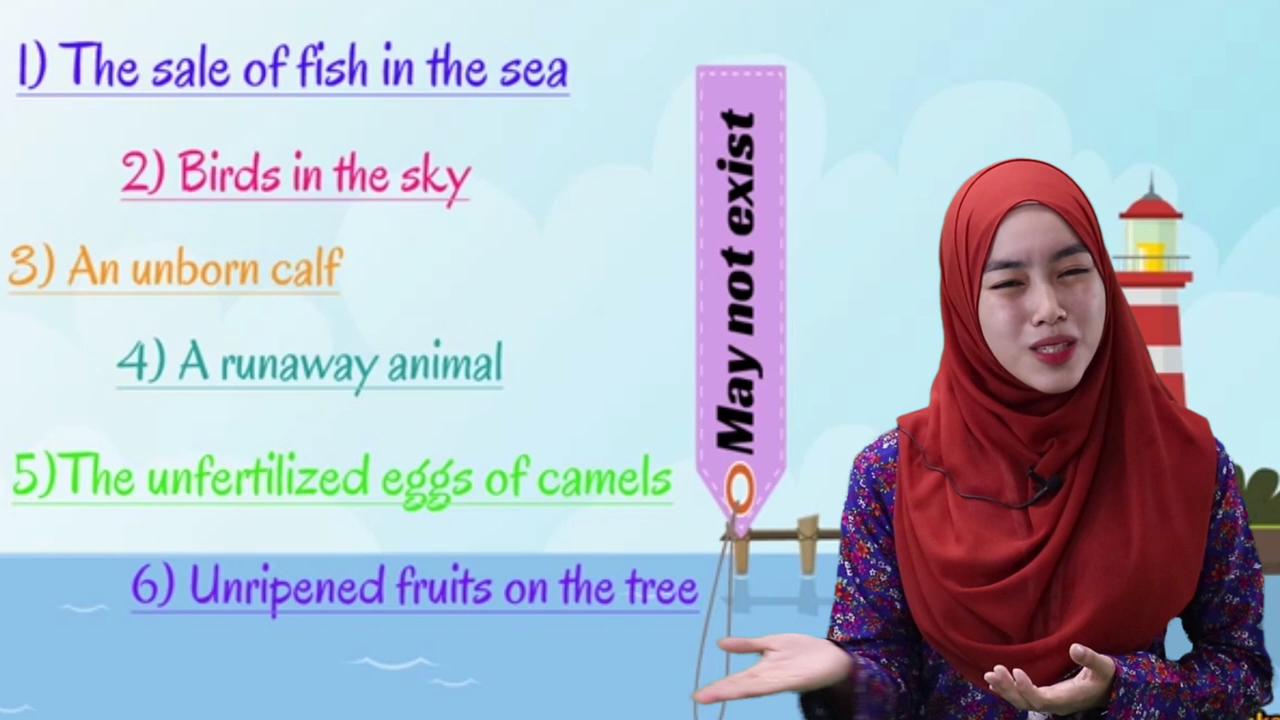 1) The sale of fish in the sea
2) Birds in the sky
3) An unborn calf
4) A runaway animal
5)The unfertilized eggs of camels
6) Unripened fruits on the tree
May not exist